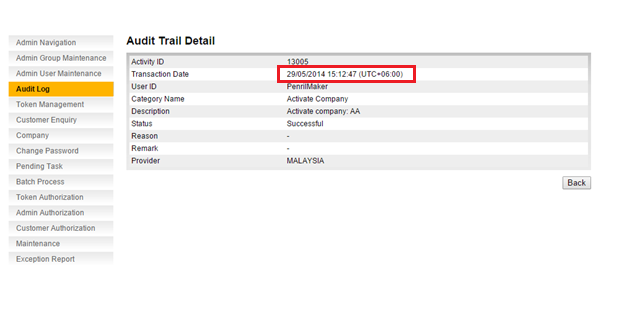 Admin Navigation
Admin Group Maintenance
Admin User Maintenance
Audit Log
Token Management
Customer Enquiry
Company
Change Password
Pending Task
Batch Process
Token Authorization
Admin Authorization
Customer Authorization
Maintenance
Exception Report
Audit Trail Detail
Activity ID 13005
Transaction Date 29/05/2014 15:12:47 (UTC+06:00)
User ID PenrilMaker
Category Name Activate Company
Description Activate company: AA
Status Successful
Reason -
Remark -
Provider MALAYSIA
Back